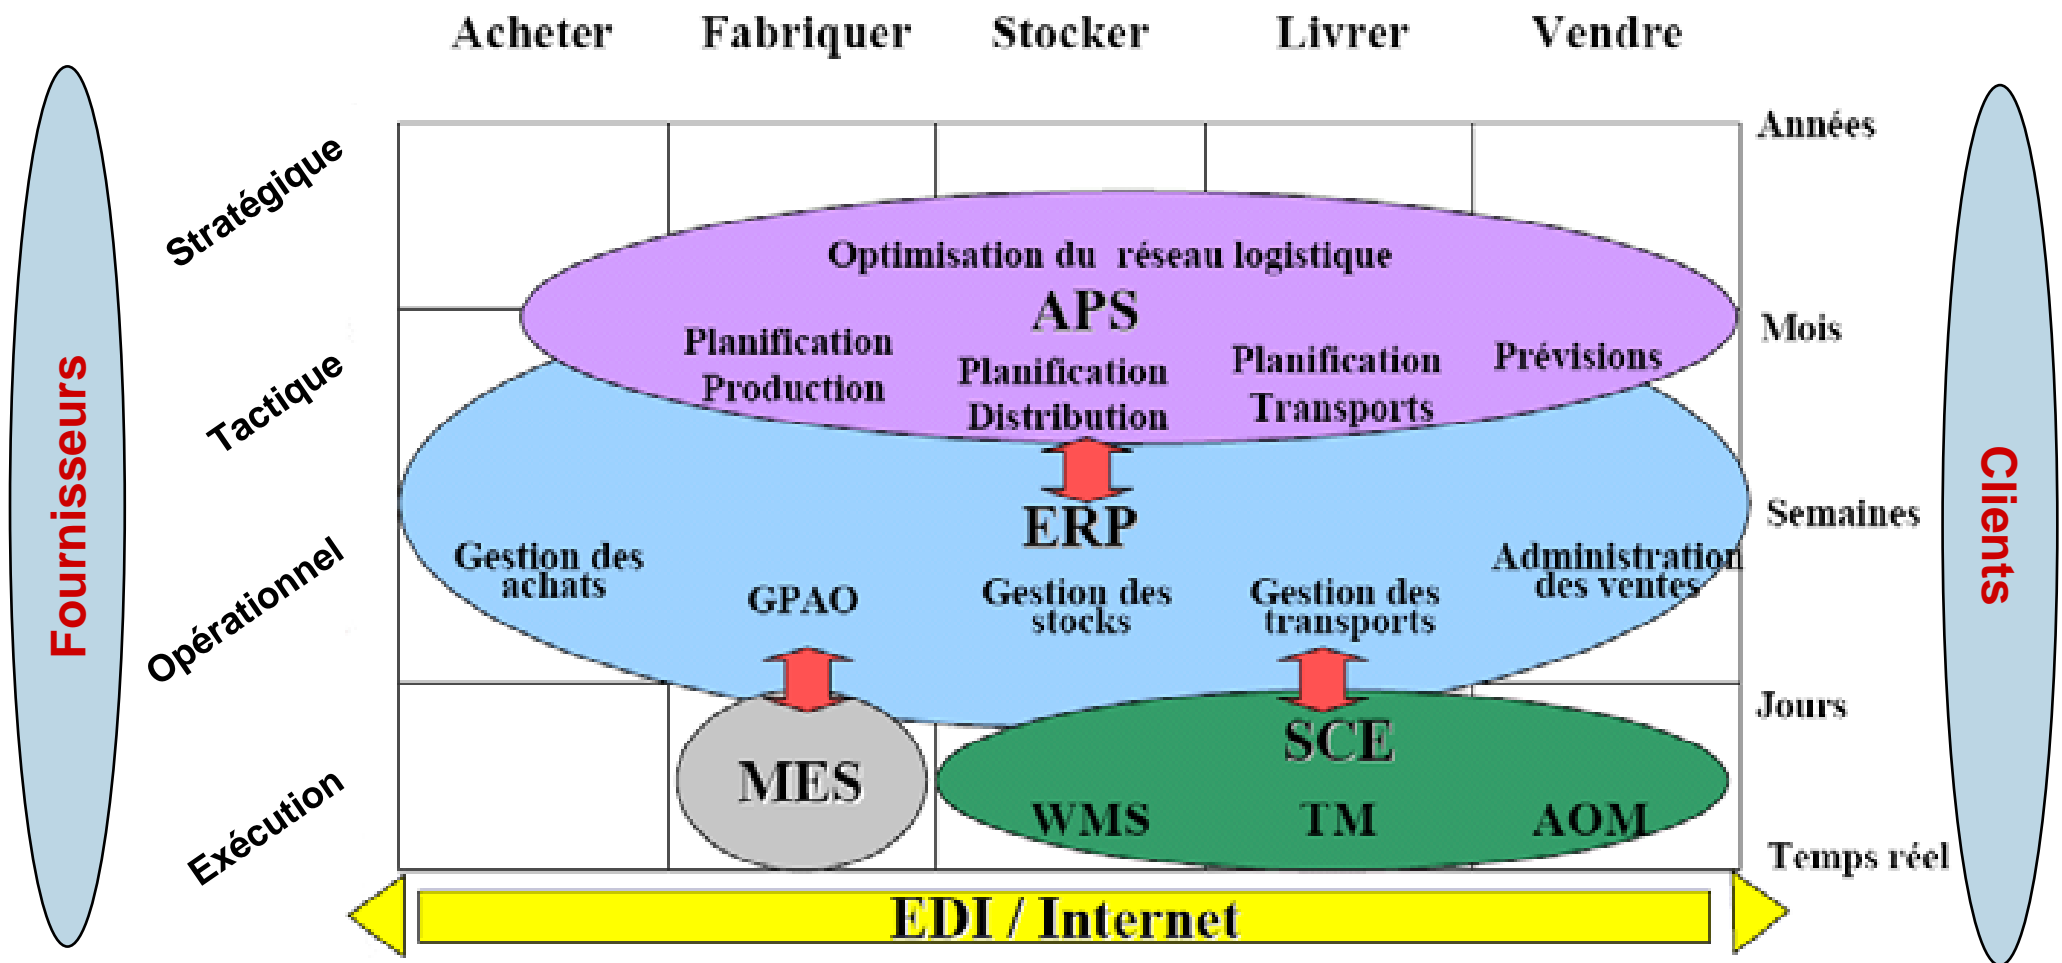 Acheter Fabriquer Stocker Livrer Vendre
Années
Stratégique
Optimisation du réseau logistique
APS
Mois
Planification
Production
Planification
Distribution
Planification
Transports
Prévisions
Tactique
Fournisseurs
Clients
Semaines
ERP
Opérationnel
Gestion des
achats
GPAO
Gestion des
stocks
Gestion des
transports
Administration
des ventes
Jours
MES
SCE
WMS TM AOM
Exécution
Temps réel
EDI / Internet